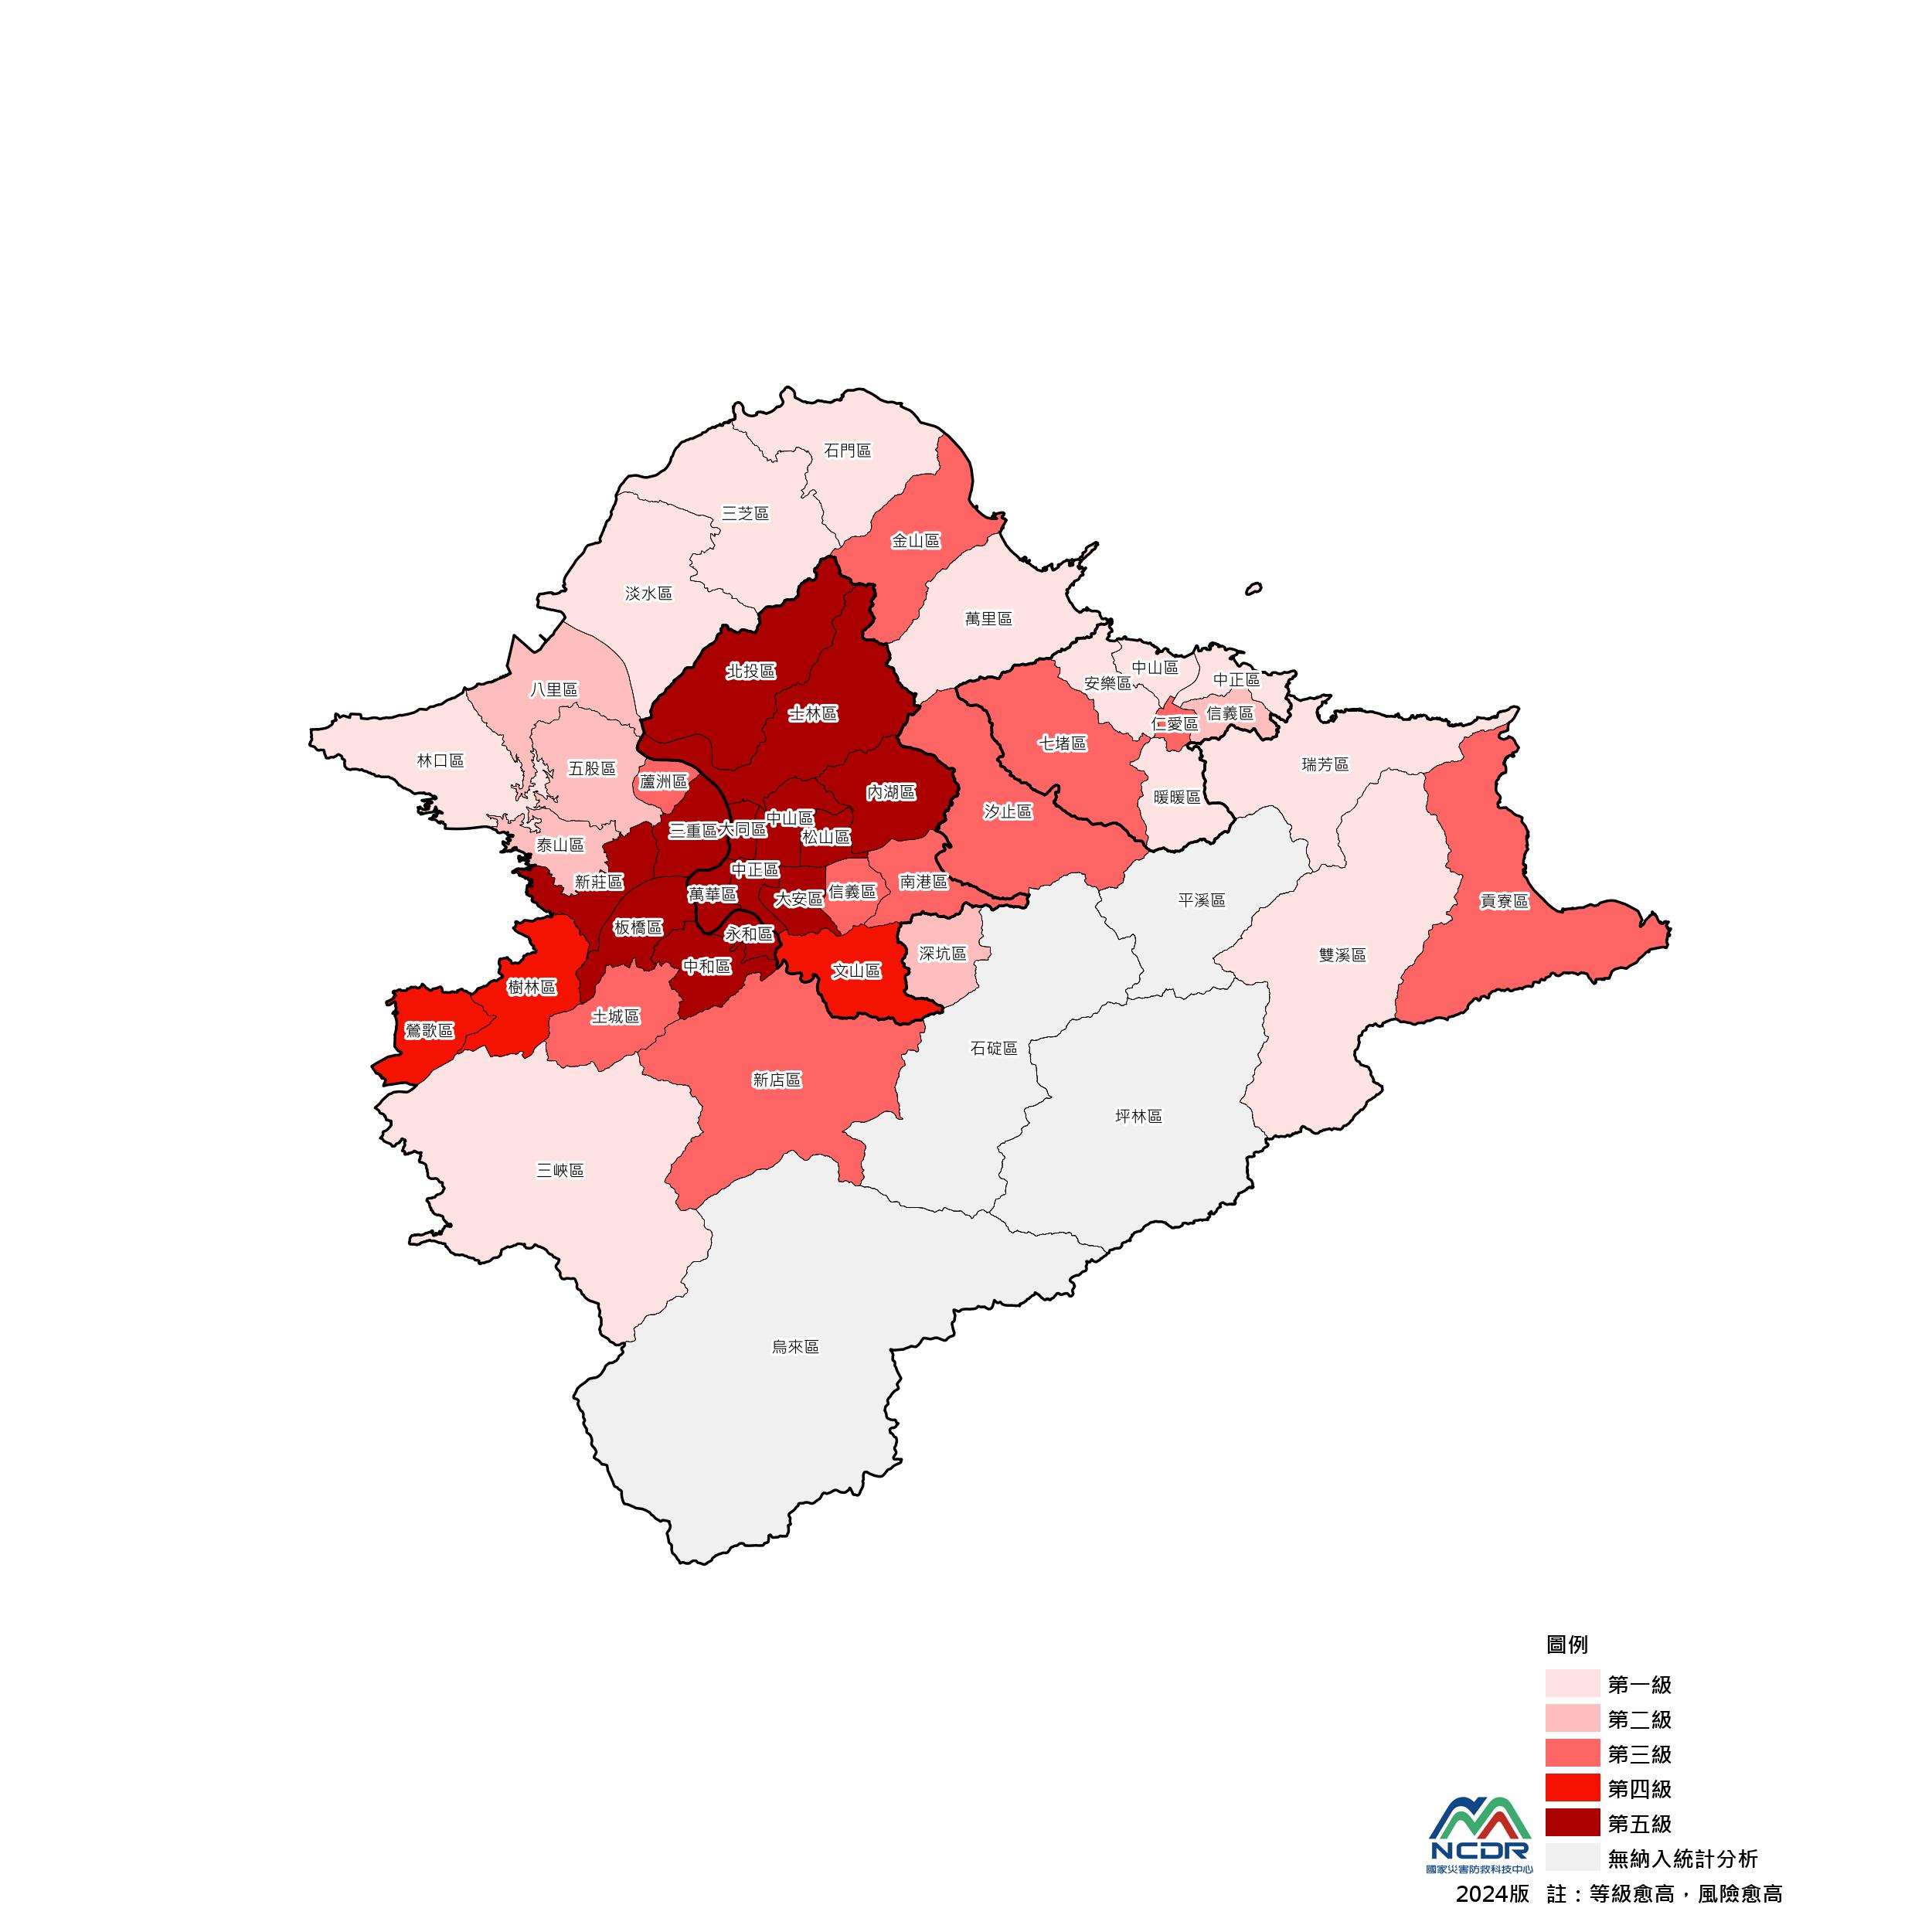 石門區
三芝區
金山區
淡水區
萬里區
北投區
中山區
中正區
安樂區
八里區
士林區
信義區
仁愛區
七堵區
林口區
五股區
瑞芳區
蘆洲區
內湖區
暖暖區
汐止區
中山區
三重區
大同區
松山區
泰山區
中正區
新莊區
萬華區
大安區
信義區
南港區
平溪區
貢寮區
板橋區
永和區
深坑區
雙溪區
中和區
文山區
樹林區
土城區
鶯歌區
石碇區
新店區
坪林區
三峽區
烏來區
圖例
第一級
第二級
第三級
第四級
第五級
無納入統計分析
NCDR
國家災害防救科技中心
2024版 註：等級愈高，風險愈高